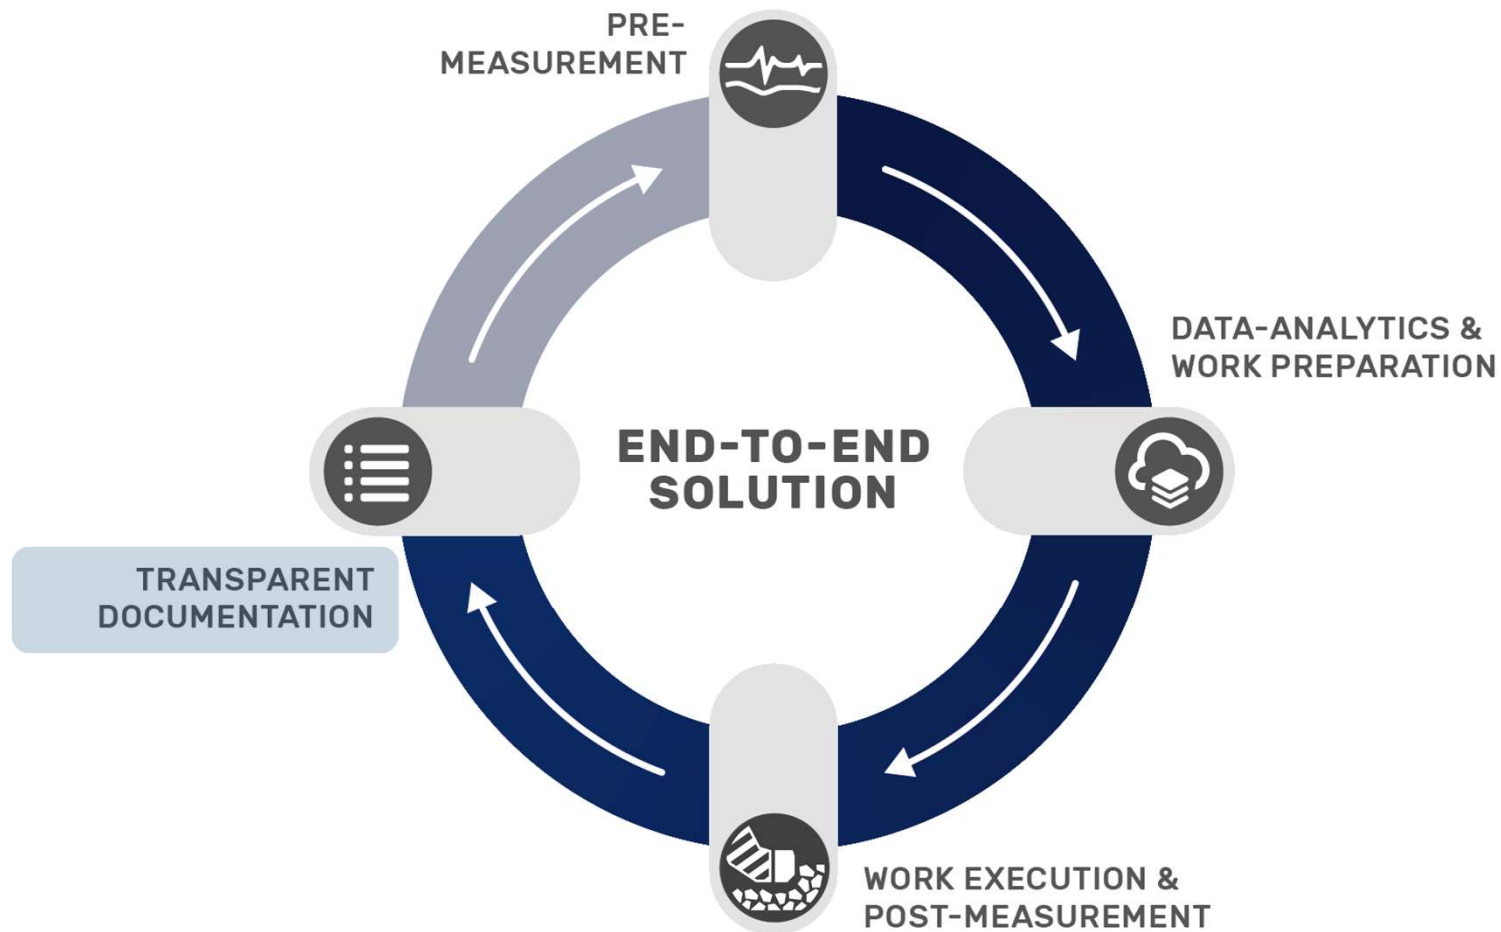 PRE-
MEASUREMENT
DATA-ANALYTICS &
WORK PREPARATION
END-TO-END
SOLUTION
TRANSPARENT
DOCUMENTATION
WORK EXECUTION &
POST-MEASUREMENT